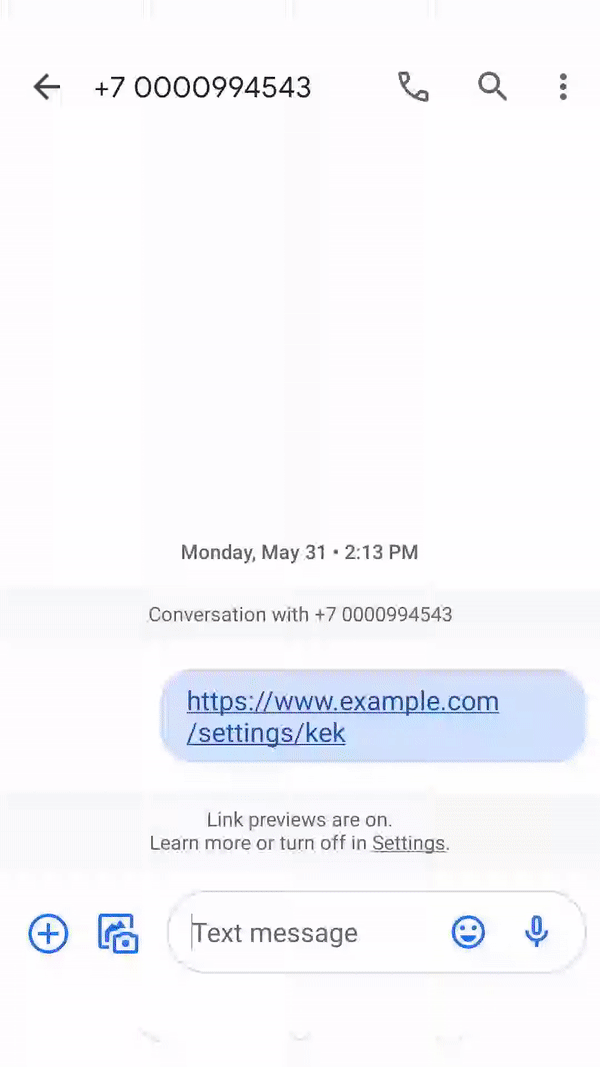 +7 0000994543
Monday, May 31 • 2:13 PM
Conversation with +7 0000994543
https://www.example.com
/settings/kek
Link previews are on.
Learn more or turn off in Settings.
Text message